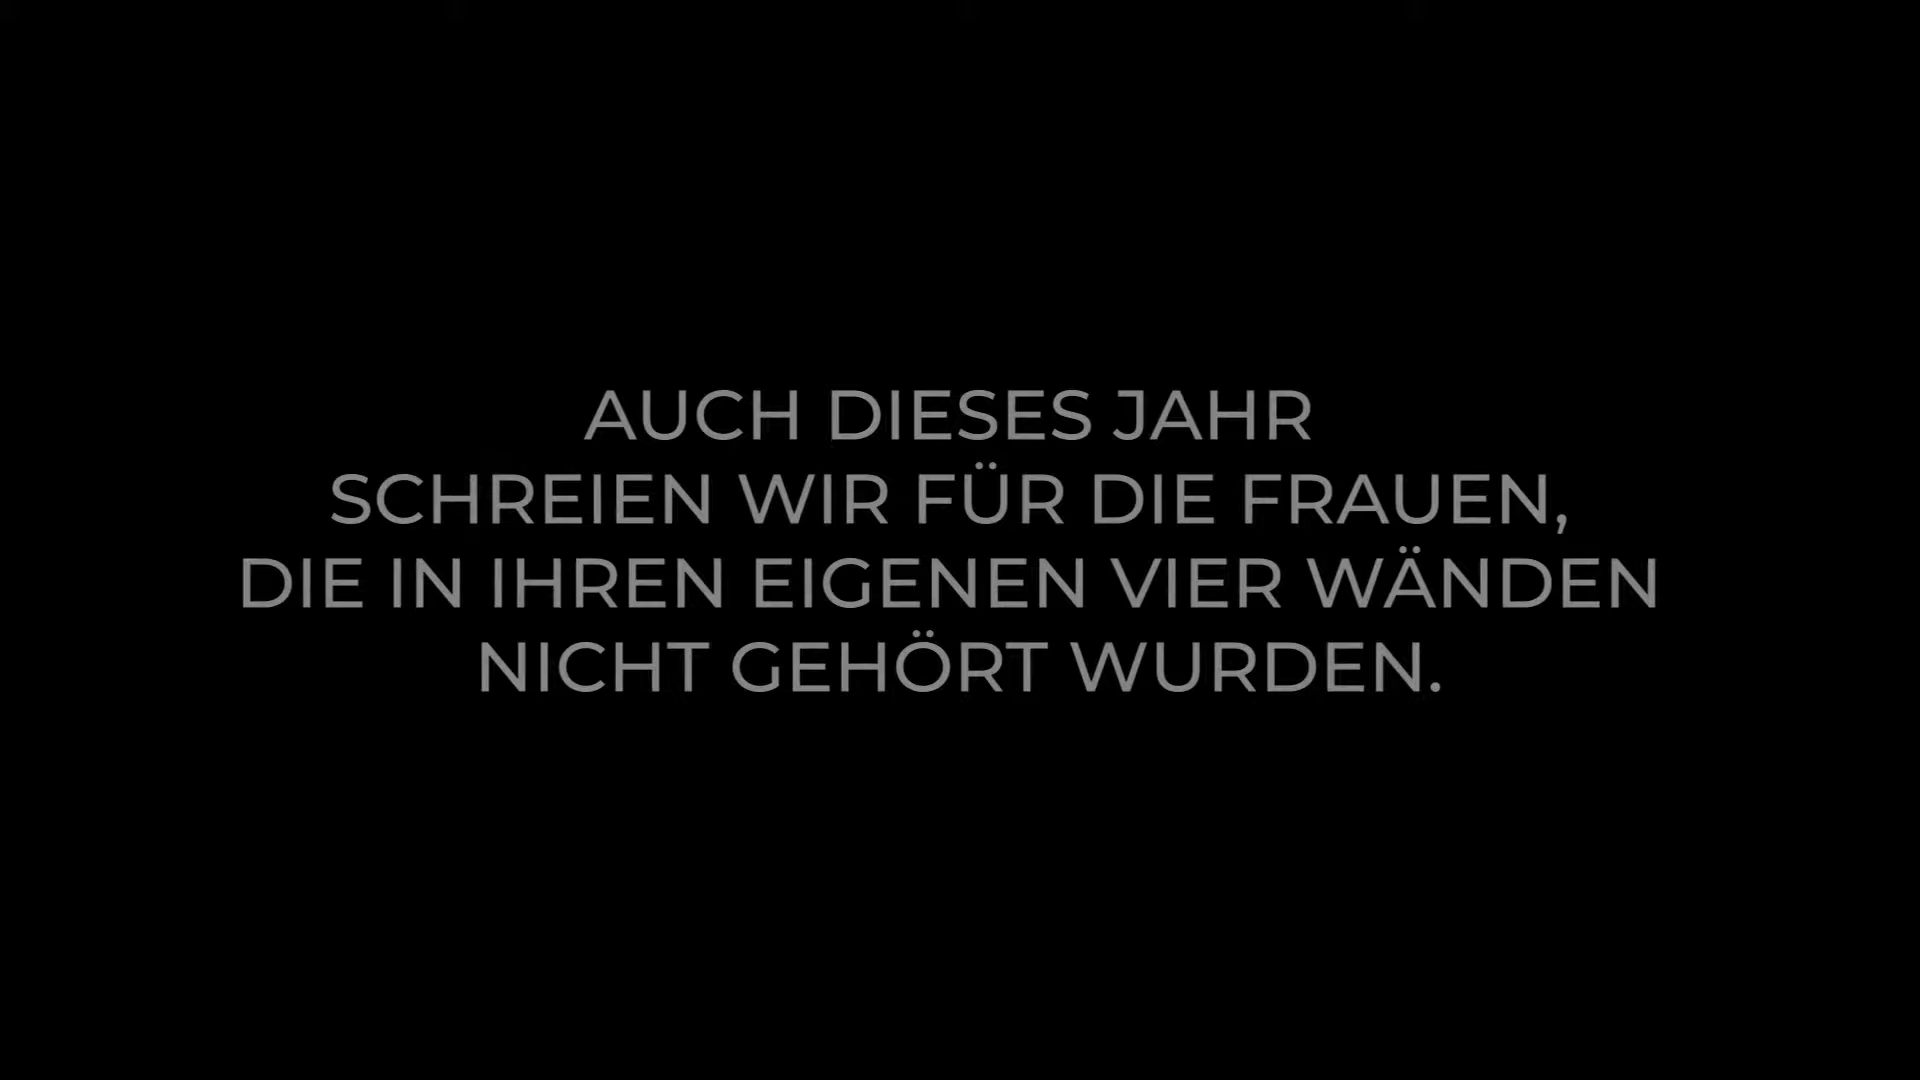 AUCH DIESES JAHR
SCHREIEN WIR FÜR DIE FRAUEN,
DIE IN IHREN EIGENEN VIER WÄNDEN
NICHT GEHÖRT WURDEN.